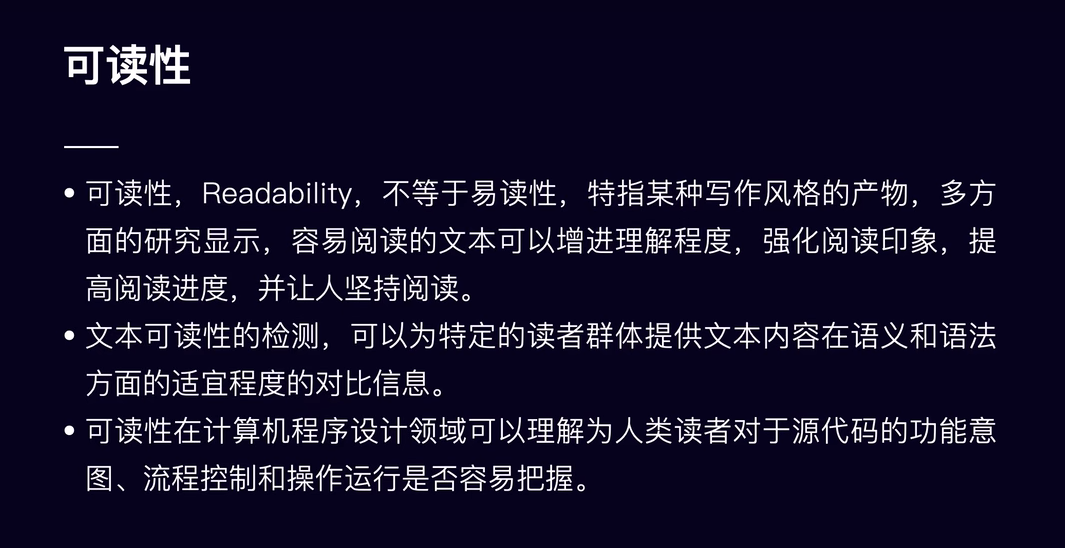 可读性
• 可读性，Readability，不等于易读性，特指某种写作风格的产物，多方
面的研究显示，容易阅读的文本可以增进理解程度，强化阅读印象，提
高阅读进度，并让人坚持阅读。
• 文本可读性的检测，可以为特定的读者群体提供文本内容在语义和语法
方面的适宜程度的对比信息。
• 可读性在计算机程序设计领域可以理解为人类读者对于源代码的功能意
图、流程控制和操作运行是否容易把握。